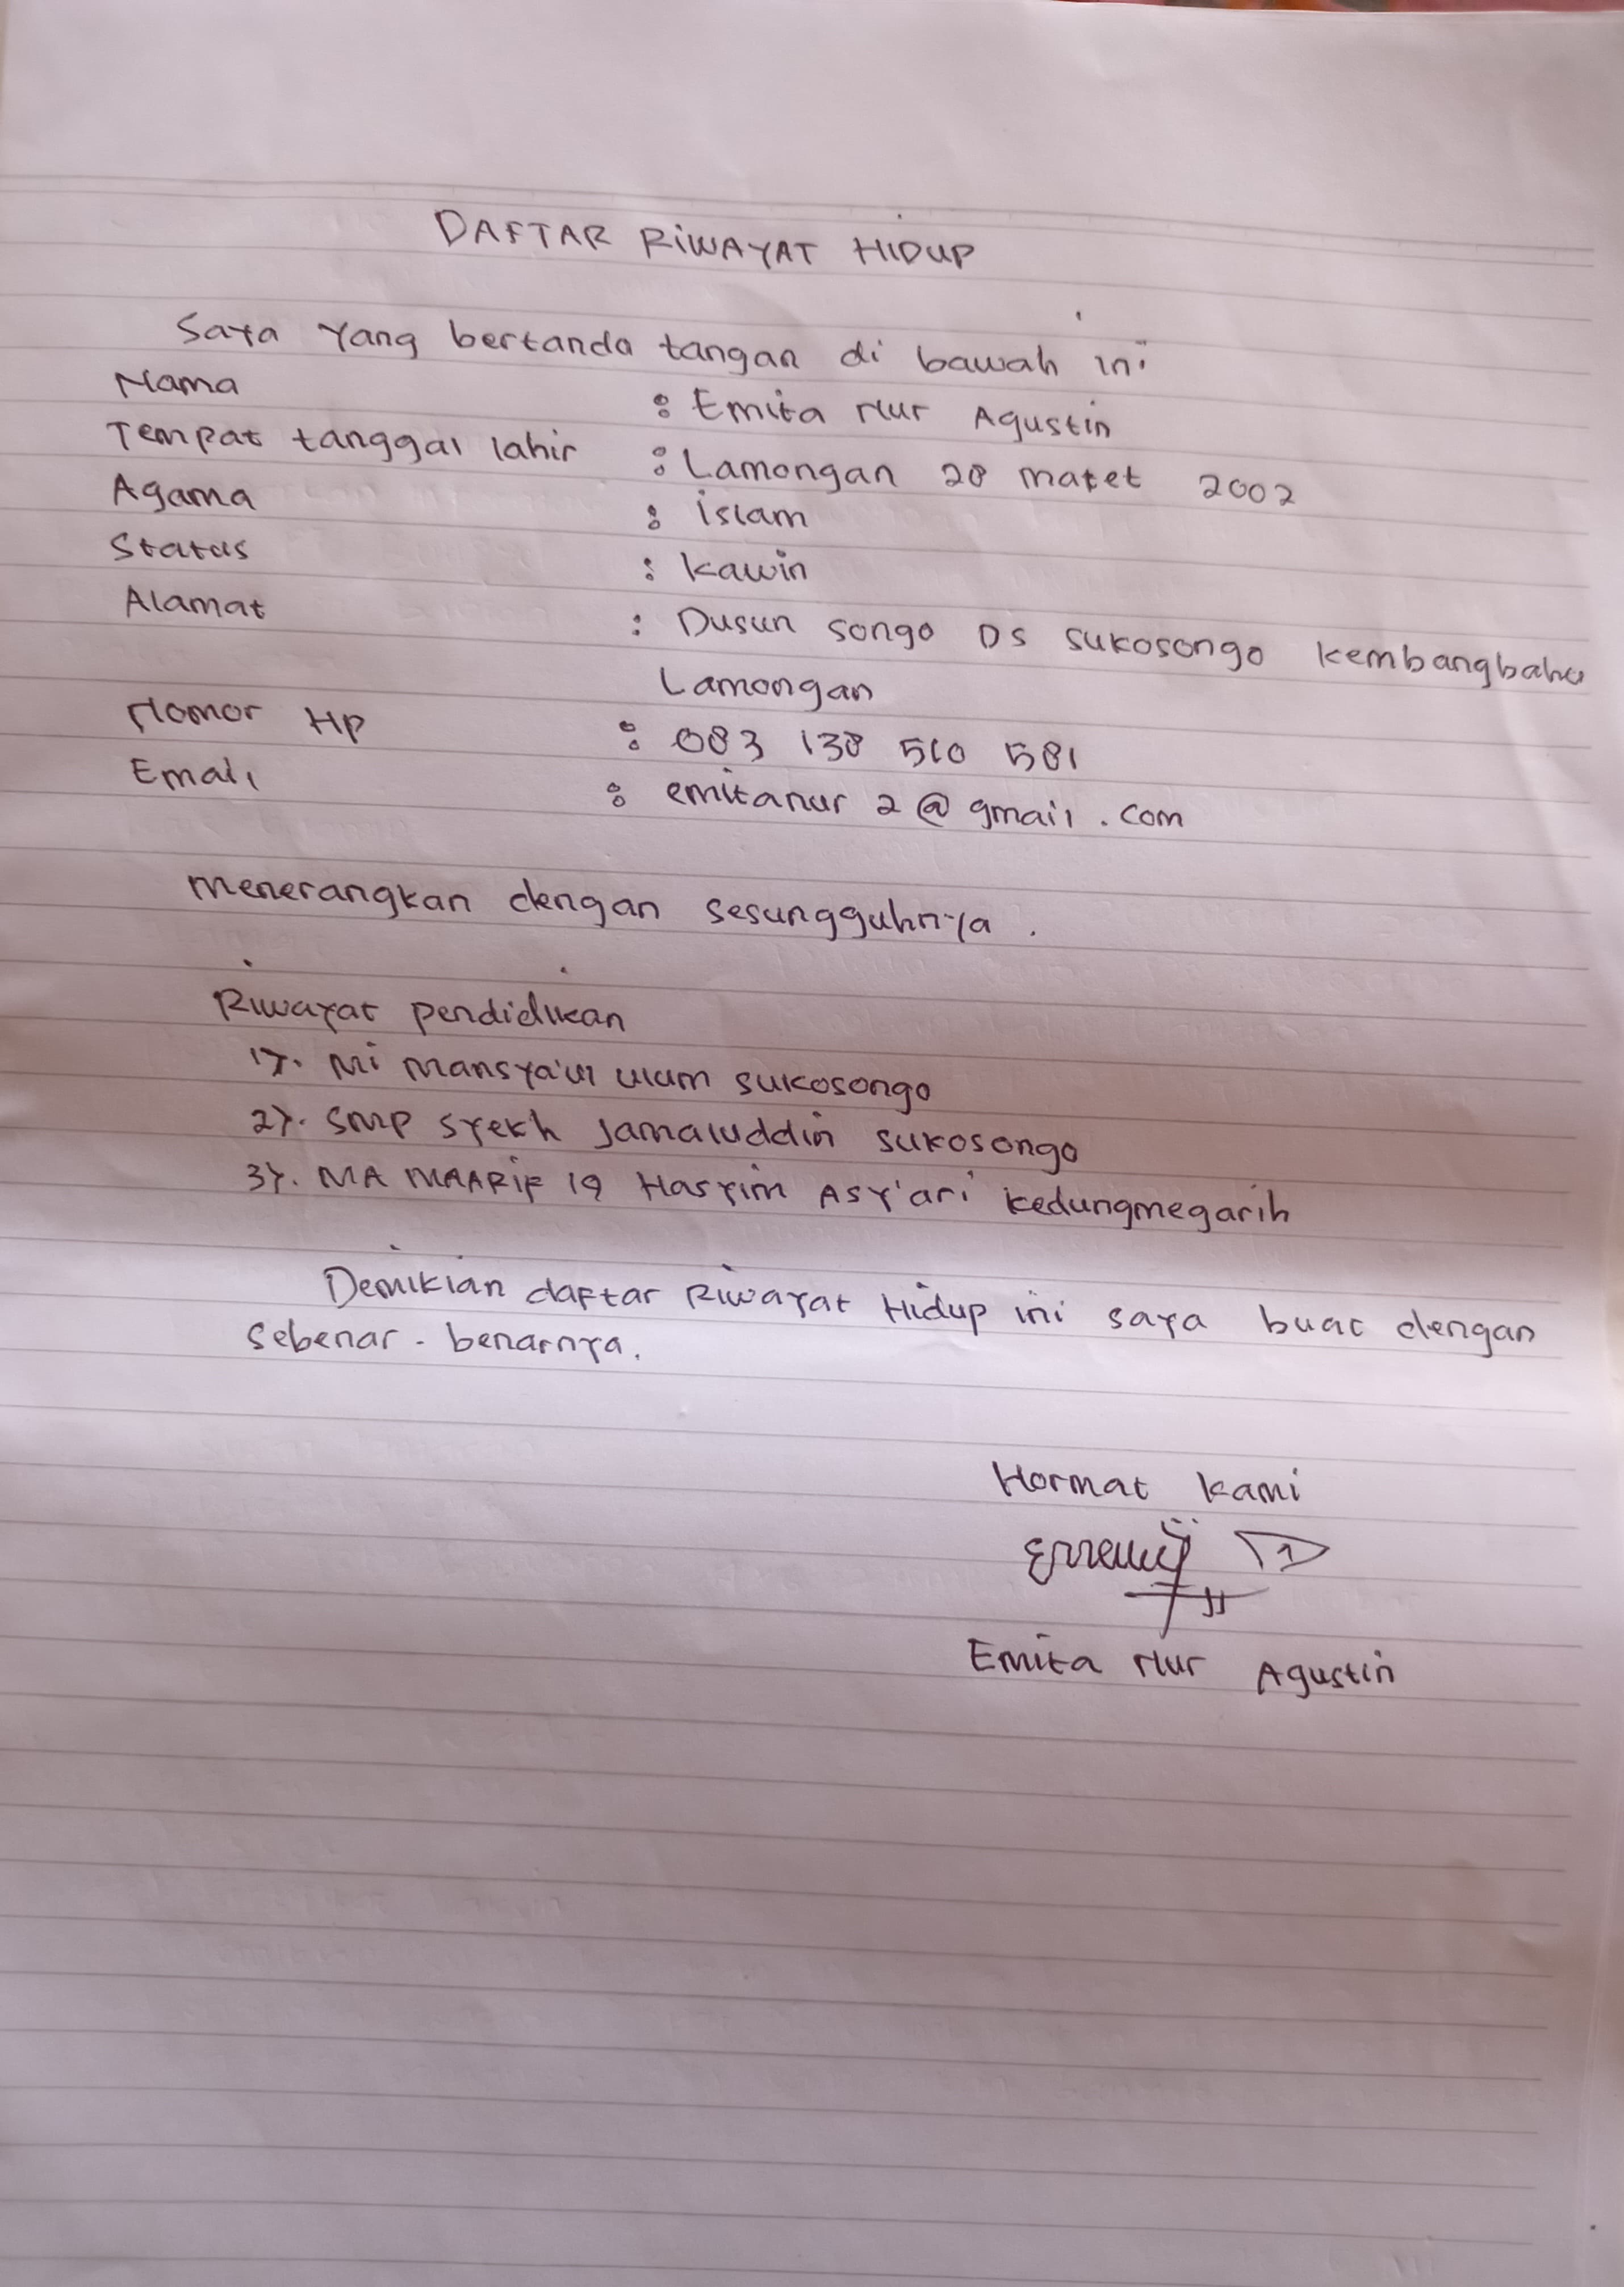 DAFTAR RIWAYAT HIDUP
Saya yang bertanda tangan di bawah ini
Nama : Emita Nur Agustin
Tempat tanggal lahir : Lamongan 28 maret 2002
Agama : islam
Status : kawin
Alamat : Dusun songo DS sukosongo kembangbahu
Lamongan
Nomor HP : 083 138 510 581
Email : emitanur 2 @ gmail . com
menerangkan dengan sesungguhnya .
Riwayat pendidikan
1). Mi Mansya'ul ulum sukosongo
2). SMP syekh Jamaluddin sukosongo
3). MA MAARIF 19 Hasyim Asy'ari kedungmegarih
Demikian daftar Riwayat Hidup ini saya buat dengan
sebenar - benarnya.
Hormat kami
Emita Nur Agustin